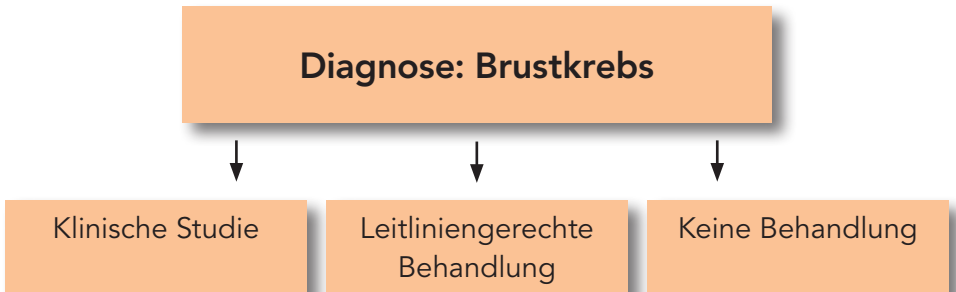 Diagnose: Brustkrebs
Klinische Studie
Leitliniengerechte
Behandlung
Keine Behandlung